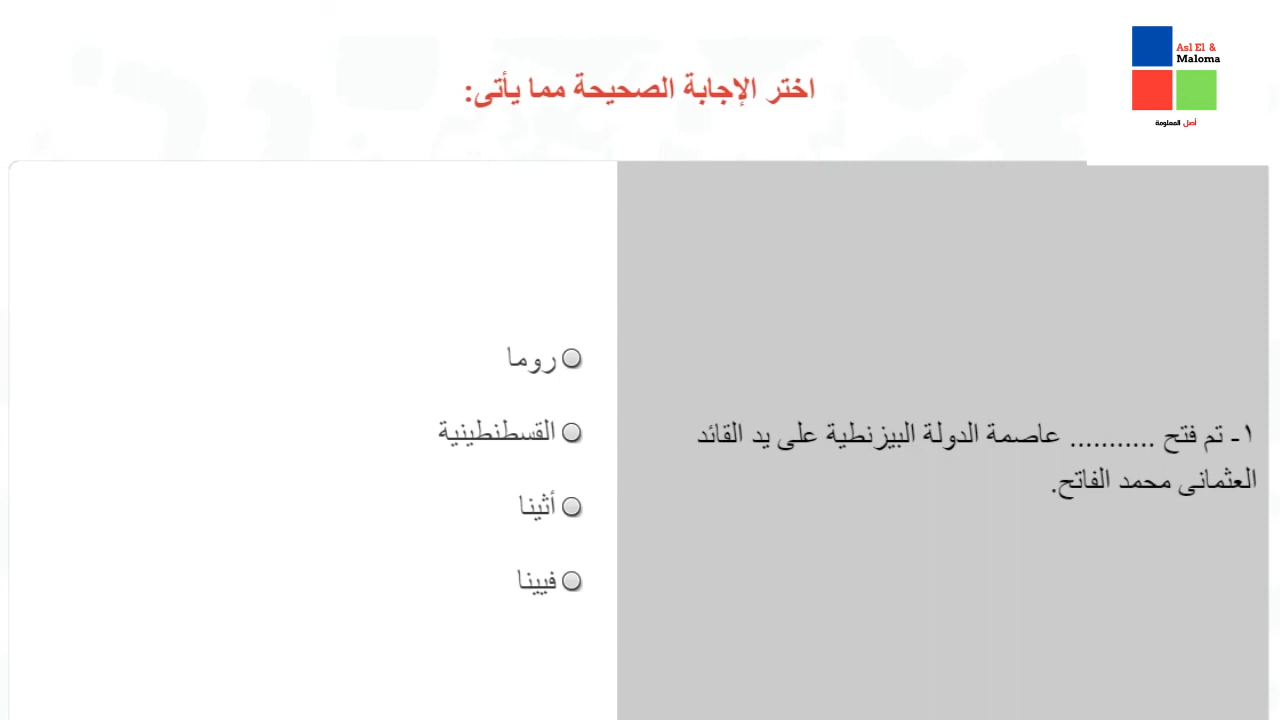 Asl El &
Maloma
أصل المعلومة
اختر الإجابة الصحيحة مما يأتى:
١- تم فتح ........... عاصمة الدولة البيزنطية على يد القائد
العثمانى محمد الفاتح.
روما
القسطنطينية
أثينا
فيينا